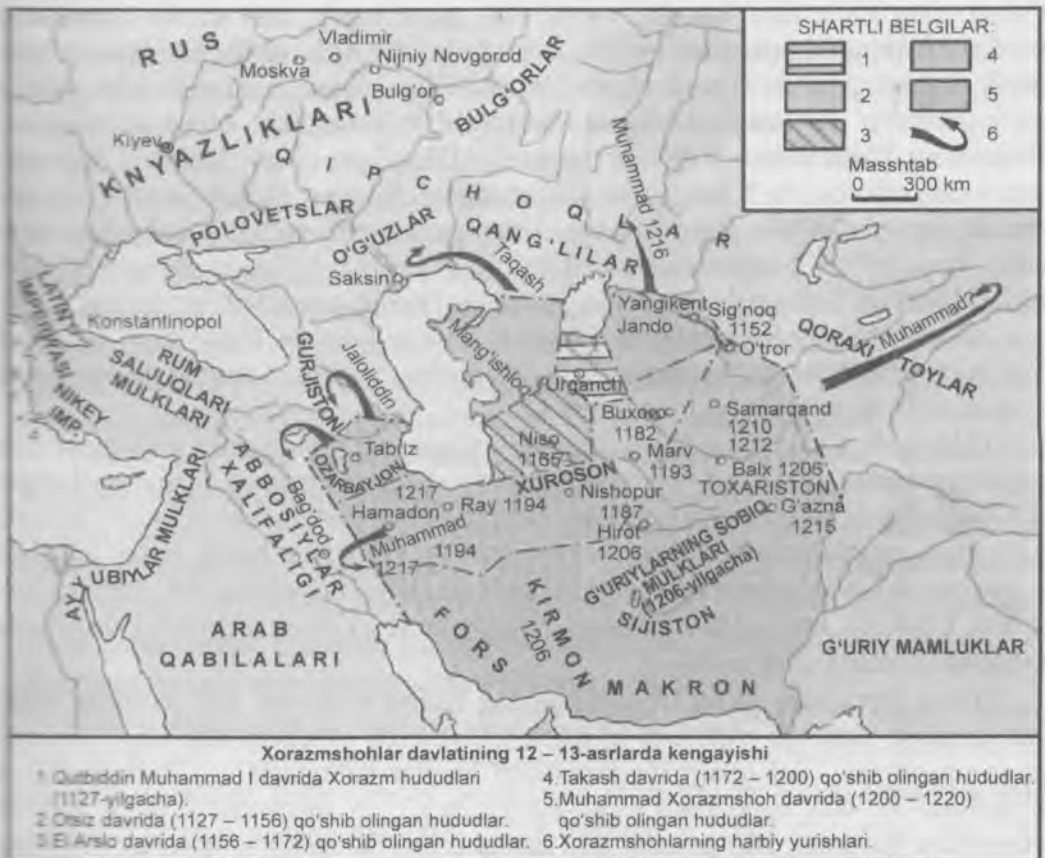 SHARTLI BELGILAR:
1
2
3
4
5
6
Masshtab
0 300 km
RUS
KNYAZLIKLARI
Vladimir
Moskva
Nijniy Novgorod
Bulg‘or
BULG‘ORLAR
Kiyev
QIPCHOQLAR
POLOVETSLAR
O‘G‘UZLAR
QANG‘LILAR
Muhammad 1216
Saksin
Taqash
LATIN
IMPERIYASI
Konstantinopol
NIKEY
IMP.
RUM
SALJUQLARI
MULKLARI
GURJISTON
Jaloliddin
Mang‘ishlo
Urganch
Yangikent
Jando
Sig‘noq
1152
O‘tror
QORAXITOYLAR
Muhammad?
Buxoro
1182
Samarqand
1210
1212
Niso
Marv
1193
Balx 1206
TOXARISTON
XUROSON
Nishopur
1187
G‘azna
1215
Hirot
1206
Tabriz
OZARBAYJON
1217
Ray 1194
Hamadon
1194
Muhammad
1217
ABBOSIYLAR
XALIFALIGI
Bag‘dod
AYYUBIYLAR MULKLARI
ARAB
QABILALARI
G‘URIYLARNING SOBIQ
MULKLARI
(1206-yilgacha)
SIJISTON
FORS
KIRMON
1206
MAKRON
G‘URIY MAMLUKLAR
Xorazmshohlar davlatining 12 – 13-asrlarda kengayishi
1. Qutbiddin Muhammad I davrida Xorazm hududlari
(1127-yilgacha).
2. Otsiz davrida (1127 – 1156) qo‘shib olingan hududlar.
3. El Arslo davrida (1156 – 1172) qo‘shib olingan hududlar.
4. Takash davrida (1172 – 1200) qo‘shib olingan hududlar.
5. Muhammad Xorazmshoh davrida (1200 – 1220)
qo‘shib olingan hududlar.
6. Xorazmshohlarning harbiy yurishlari.